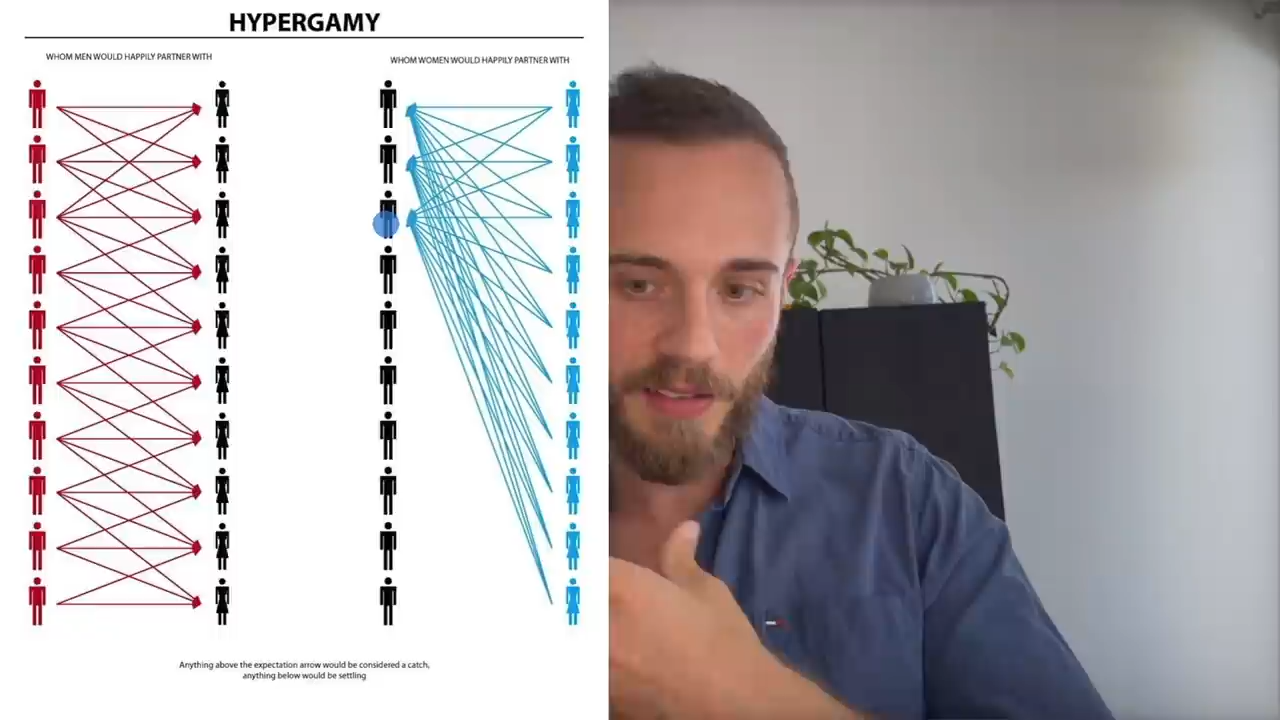 HYPERGAMY
WHOM MEN WOULD HAPPILY PARTNER WITH
WHOM WOMEN WOULD HAPPILY PARTNER WITH
Anything above the expectation arrow would be considered a catch,
anything below would be settling